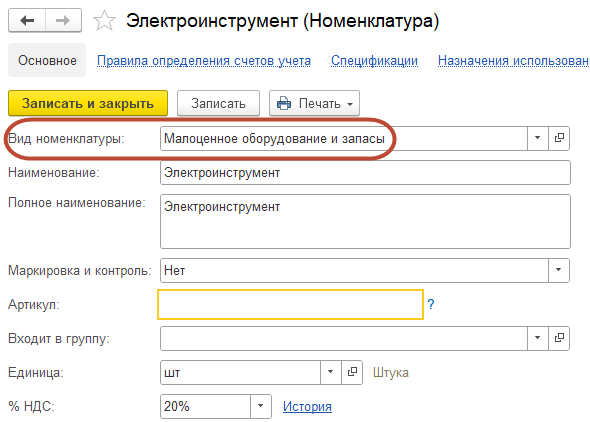 Электроинструмент (Номенклатура)
Основное Правила определения счетов учета Спецификации Назначения использован
Записать и закрыть Записать Печать
Вид номенклатуры: Малоценное оборудование и запасы
Наименование: Электроинструмент
Полное наименование: Электроинструмент
Маркировка и контроль: Нет
Артикул: ?
Входит в группу:
Единица: шт Штука
% НДС: 20% История